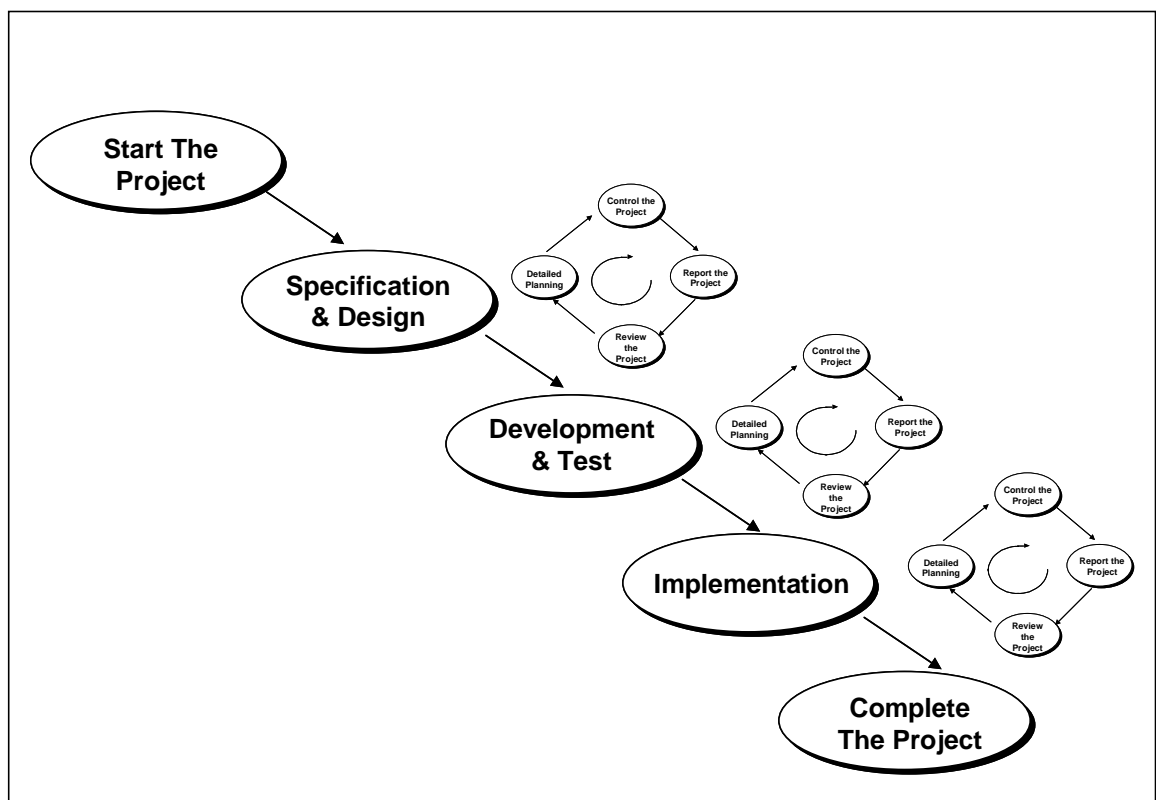 Start The
Project
Specification
& Design
Control the
Project
Detailed
Planning
Report the
Project
Review
the
Project
Development
& Test
Control the
Project
Detailed
Planning
Report the
Project
Review
the
Project
Implementation
Control the
Project
Detailed
Planning
Report the
Project
Review
the
Project
Complete
The Project